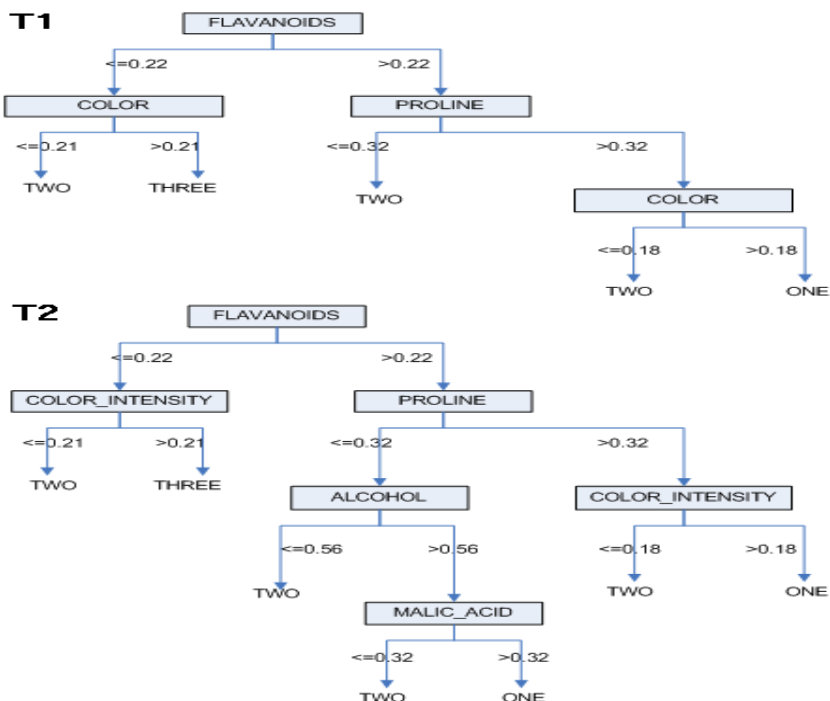 T1
FLAVANOIDS
<=0.22 >0.22
COLOR PROLINE
<=0.21 >0.21 <=0.32 >0.32
TWO THREE TWO
COLOR
<=0.18 >0.18
TWO ONE
T2
FLAVANOIDS
<=0.22 >0.22
COLOR_INTENSITY PROLINE
<=0.21 >0.21 <=0.32 >0.32
TWO THREE ALCOHOL COLOR_INTENSITY
<=0.56 >0.56 <=0.18 >0.18
TWO TWO ONE
MALIC_ACID
<=0.32 >0.32
TWO ONE